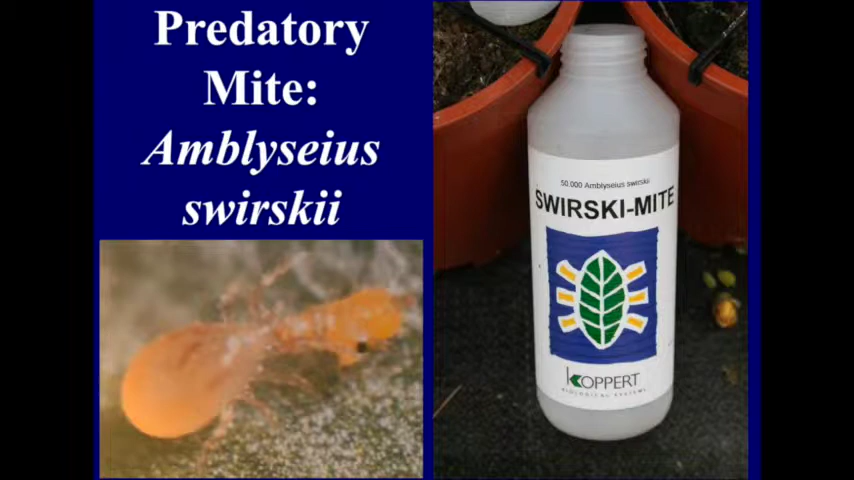 Predatory
Mite:
Amblyseius
swirskii
50.000 Amblyseius swirskii
SWIRSKI-MITE
KOPPERT
BIOLOGICAL SYSTEMS